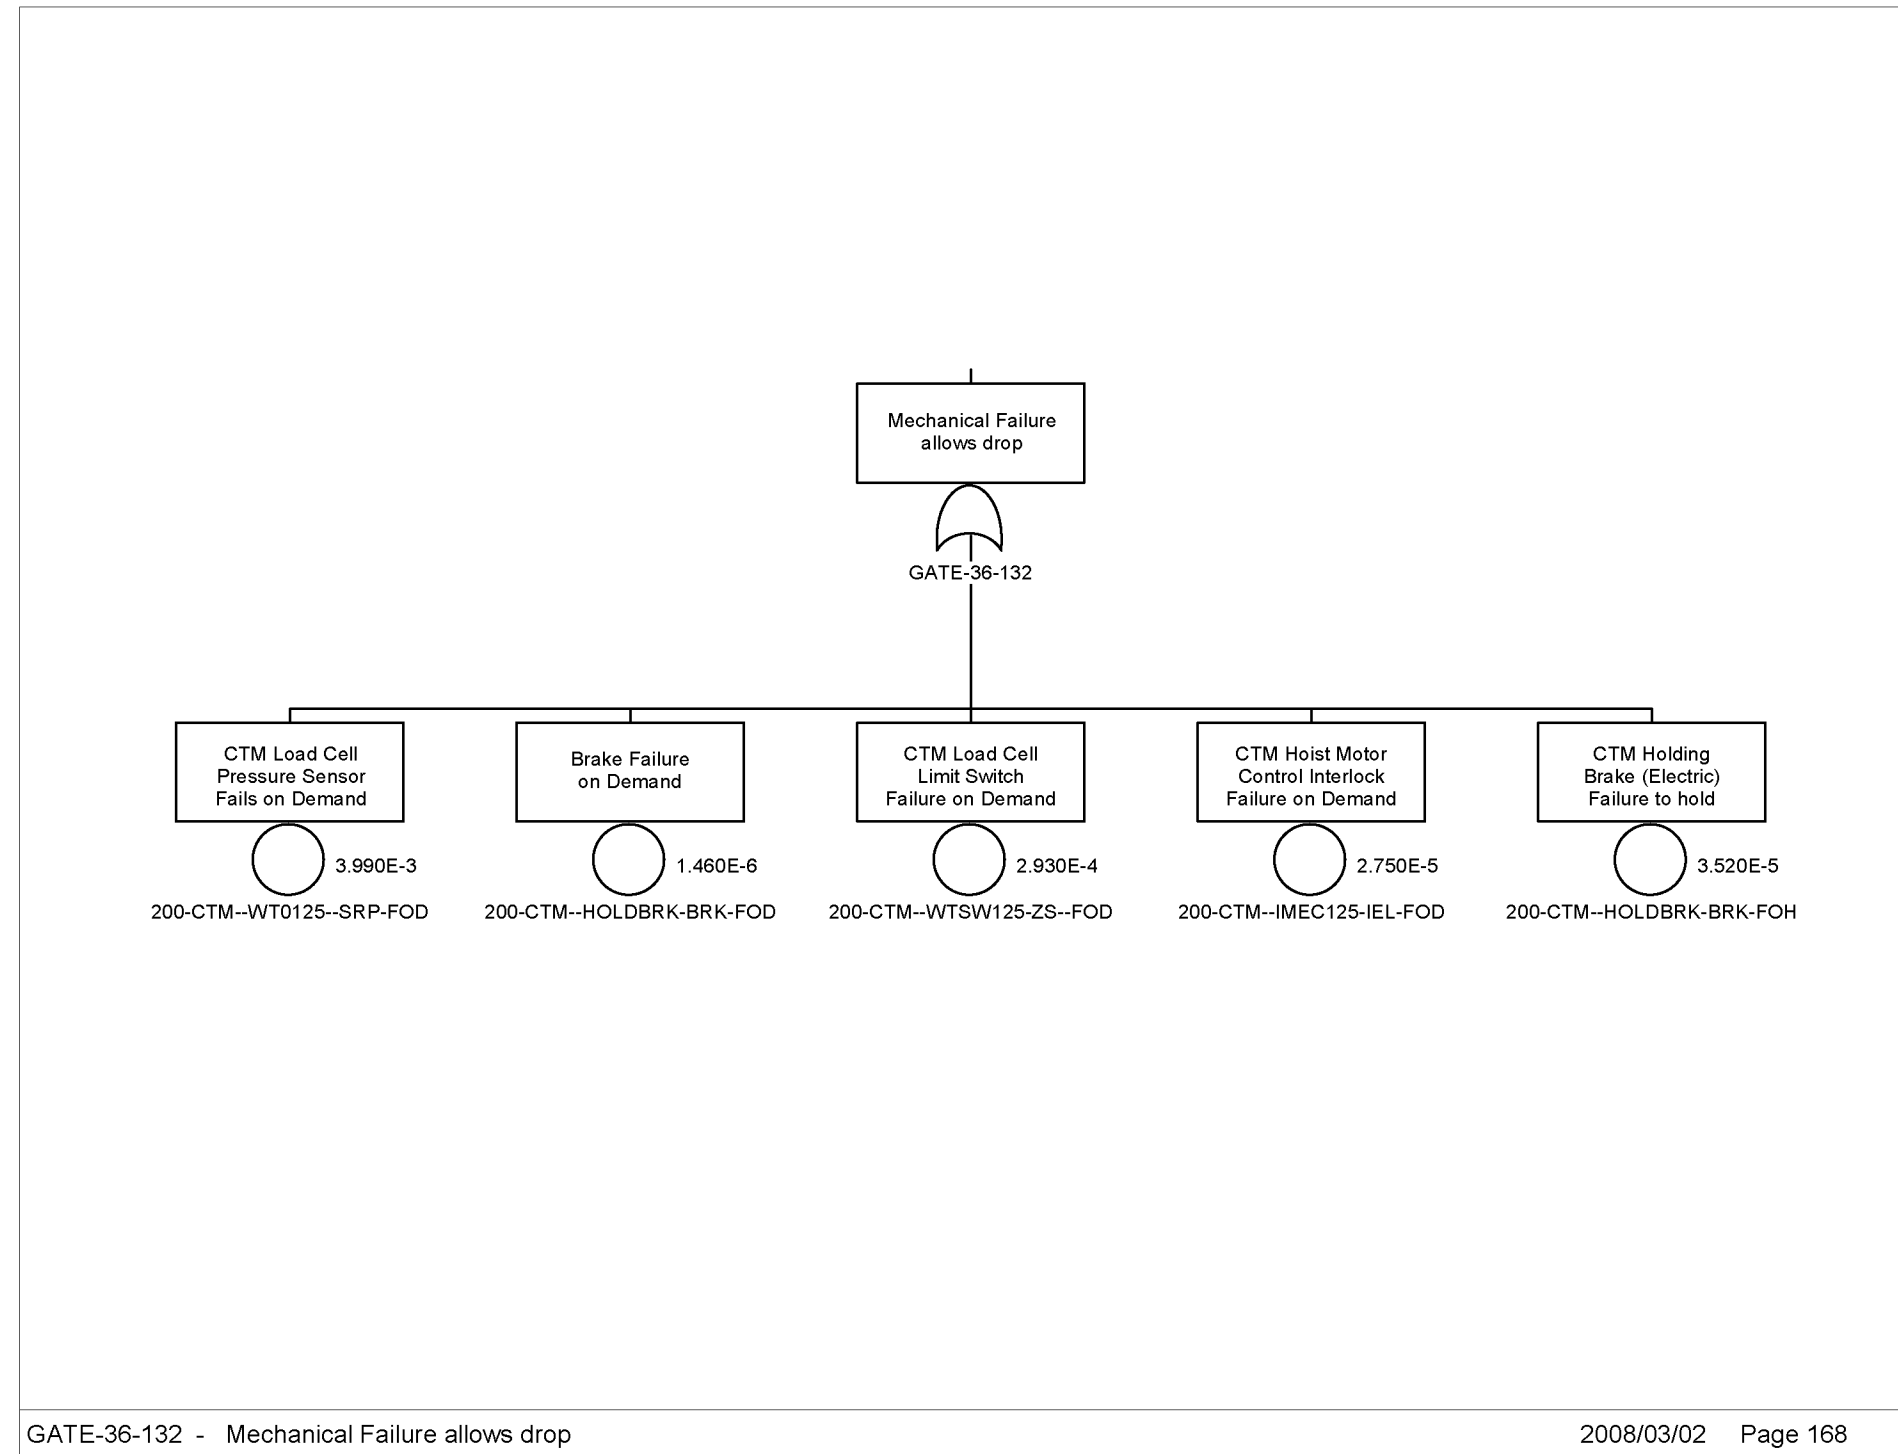 Mechanical Failure
allows drop
GATE-36-132
CTM Load Cell
Pressure Sensor
Fails on Demand
3.990E-3
200-CTM--WT0125--SRP-FOD
Brake Failure
on Demand
1.460E-6
200-CTM--HOLDBRK-BRK-FOD
CTM Load Cell
Limit Switch
Failure on Demand
2.930E-4
200-CTM--WTSW125-ZS--FOD
CTM Hoist Motor
Control Interlock
Failure on Demand
2.750E-5
200-CTM--IMEC125-IEL-FOD
CTM Holding
Brake (Electric)
Failure to hold
3.520E-5
200-CTM--HOLDBRK-BRK-FOH
GATE-36-132 - Mechanical Failure allows drop
2008/03/02 Page 168